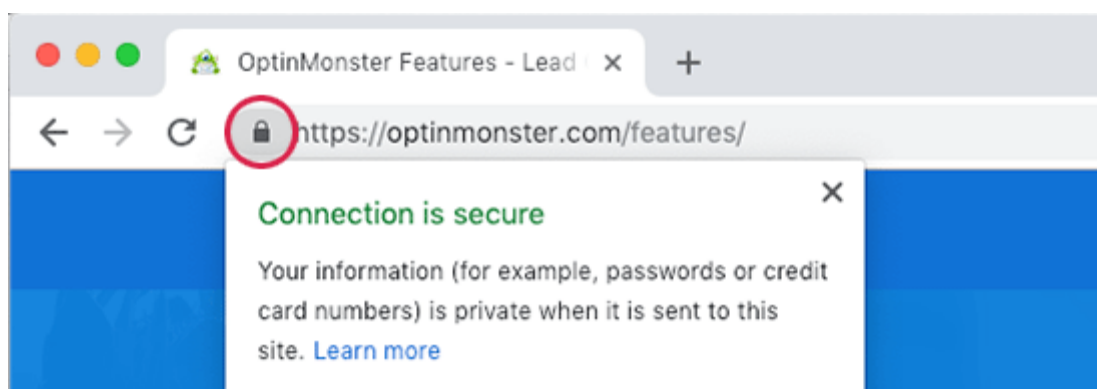 OptinMonster Features - Lead
https://optinmonster.com/features/
Connection is secure
Your information (for example, passwords or credit
card numbers) is private when it is sent to this
site. Learn more